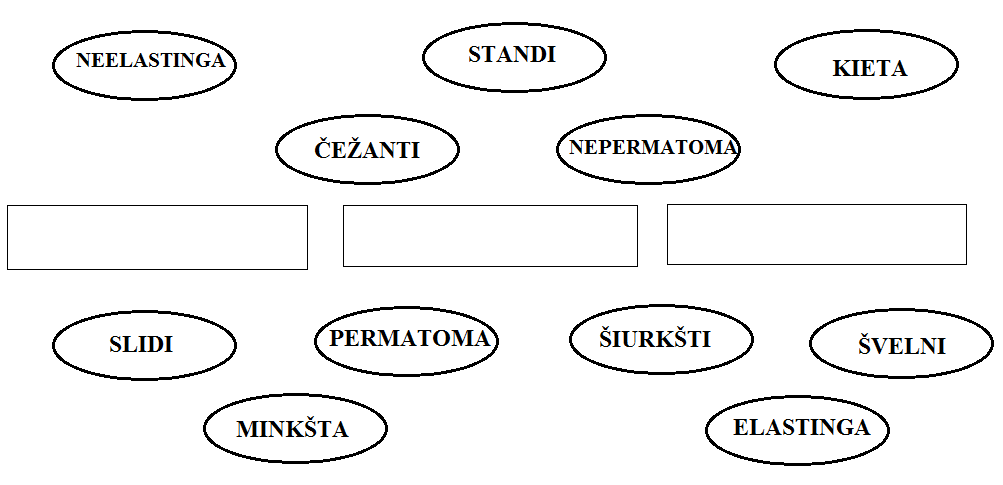 NEELASTINGA
STANDI
KIETA
ČEŽANTI
NEPERMATOMA
SLIDI
PERMATOMA
ŠIURKŠTI
ŠVELNI
MINKŠTA
ELASTINGA